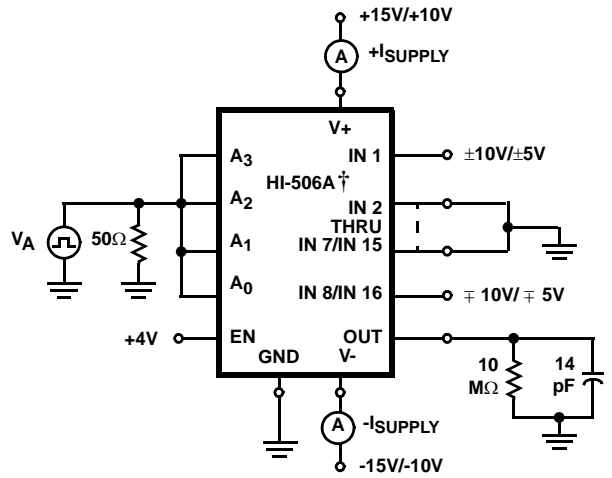 +15V/+10V
A
+ISUPPLY
V+
A3
IN 1
±10V/±5V
HI-506A†
A2
IN 2
THRU
VA
50Ω
A1
IN 7/IN 15
A0
IN 8/IN 16
∓ 10V/ ∓ 5V
+4V
EN
OUT
GND
V-
10
MΩ
14
pF
A
-ISUPPLY
-15V/-10V